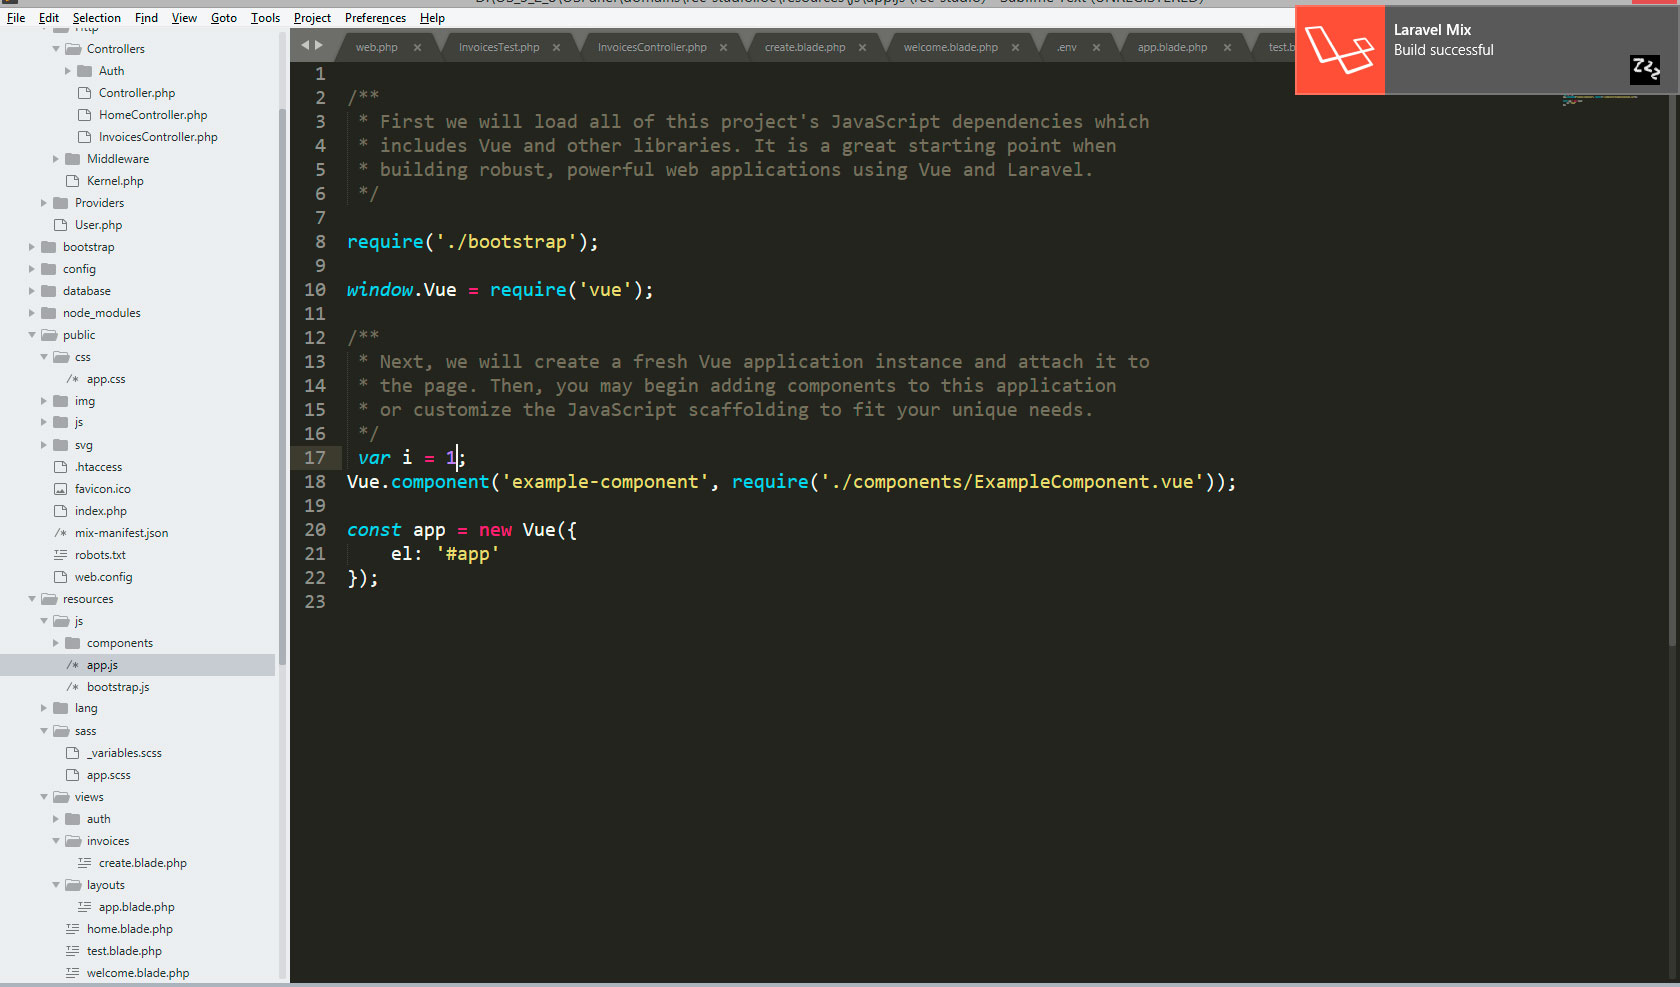 File Edit Selection Find View Goto Tools Project Preferences Help
Laravel Mix
Build successful
web.php × InvoicesTest.php × InvoicesController.php × create.blade.php × welcome.blade.php × .env × app.blade.php × test.b
Http
Controllers
Auth
Controller.php
HomeController.php
InvoicesController.php
Middleware
Kernel.php
Providers
User.php
bootstrap
config
database
node_modules
public
css
/* app.css
img
js
svg
.htaccess
favicon.ico
index.php
/* mix-manifest.json
robots.txt
web.config
resources
js
components
/* app.js
/* bootstrap.js
lang
sass
_variables.scss
app.scss
views
auth
invoices
create.blade.php
layouts
app.blade.php
home.blade.php
test.blade.php
welcome.blade.php
1
2 /**
3 * First we will load all of this project's JavaScript dependencies which
4 * includes Vue and other libraries. It is a great starting point when
5 * building robust, powerful web applications using Vue and Laravel.
6 */
7
8 require('./bootstrap');
9
10 window.Vue = require('vue');
11
12 /**
13 * Next, we will create a fresh Vue application instance and attach it to
14 * the page. Then, you may begin adding components to this application
15 * or customize the JavaScript scaffolding to fit your unique needs.
16 */
17 var i = 1;
18 Vue.component('example-component', require('./components/ExampleComponent.vue'));
19
20 const app = new Vue({
21 el: '#app'
22 });
23